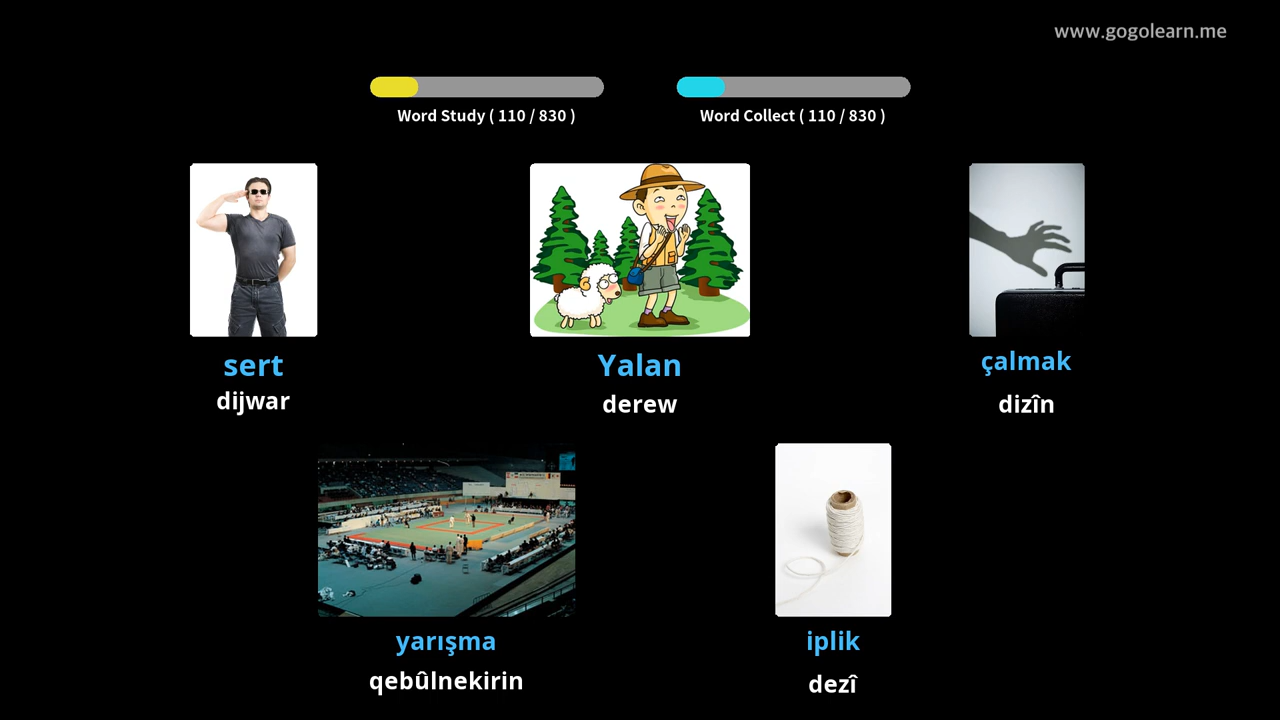 www.gogolearn.me
Word Study ( 110 / 830 )
Word Collect ( 110 / 830 )
sert
dijwar
Yalan
derew
çalmak
dizîn
yarışma
qebûlnekirin
iplik
dezî